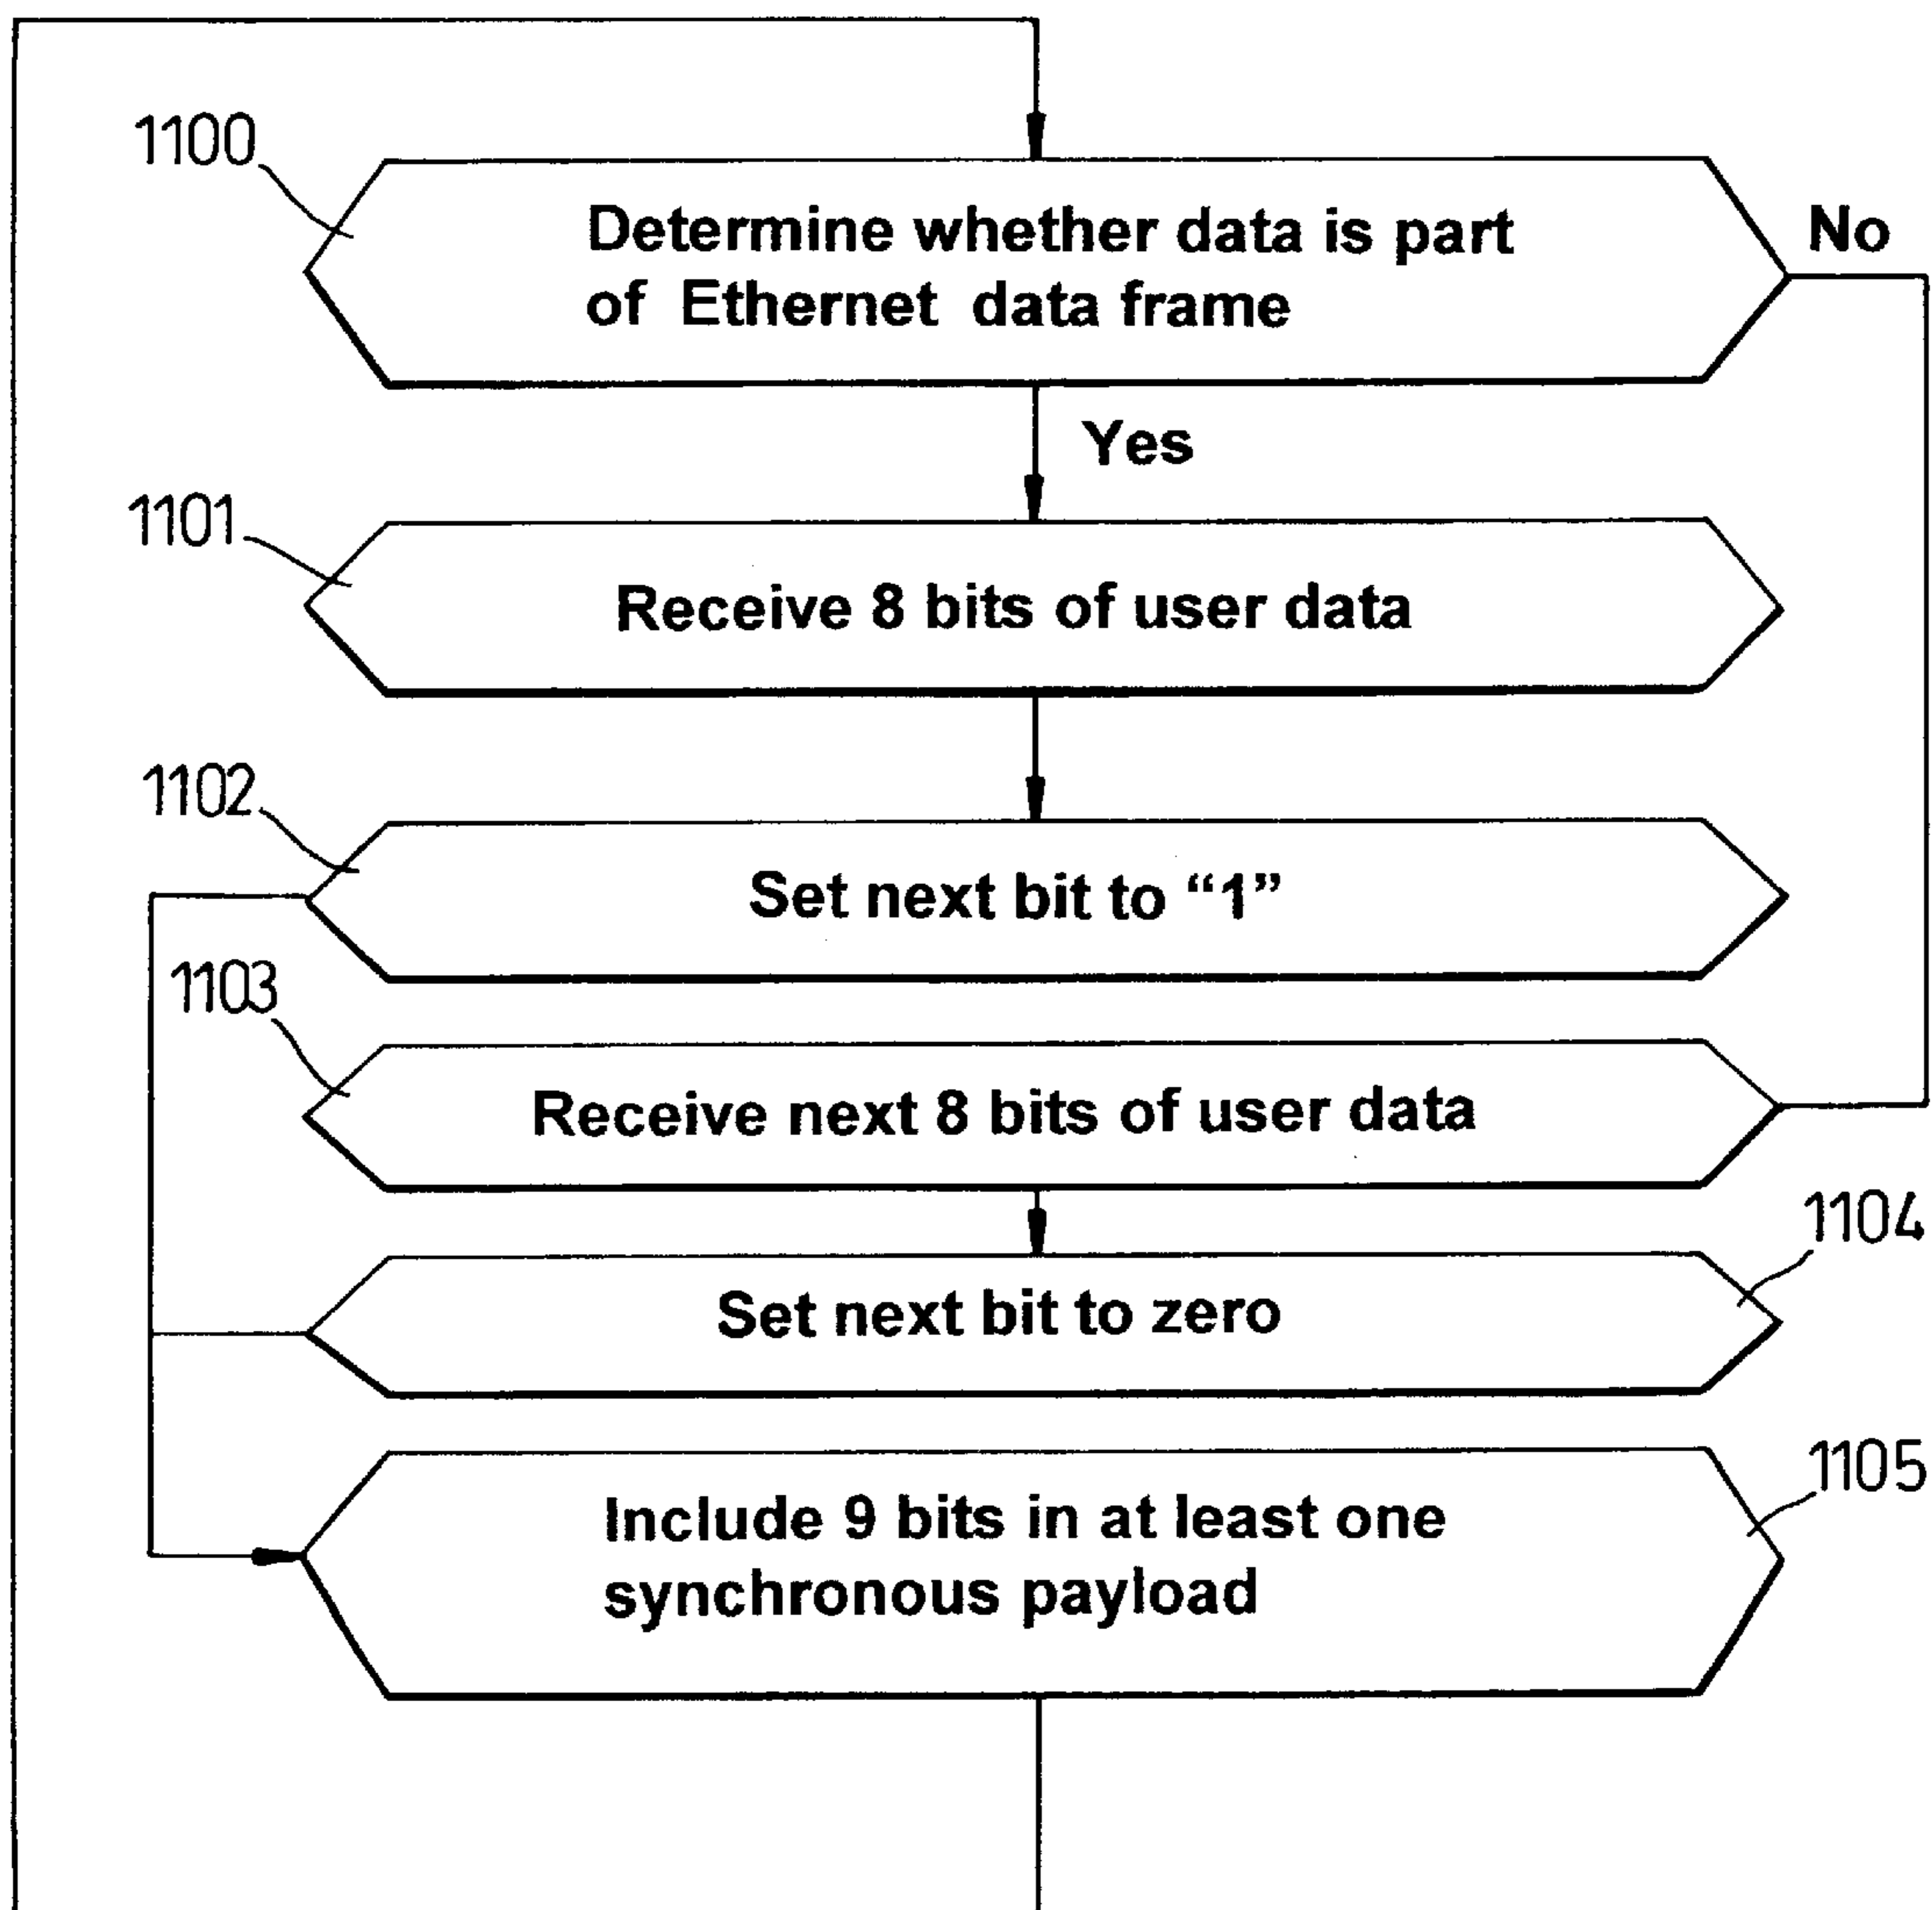 1100
Determine whether data is part
No
of Ethernet data frame
Yes
1101
Receive 8 bits of user data
1102
Set next bit to “1”
1103
Receive next 8 bits of user data
1104
Set next bit to zero
1105
Include 9 bits in at least one
synchronous payload